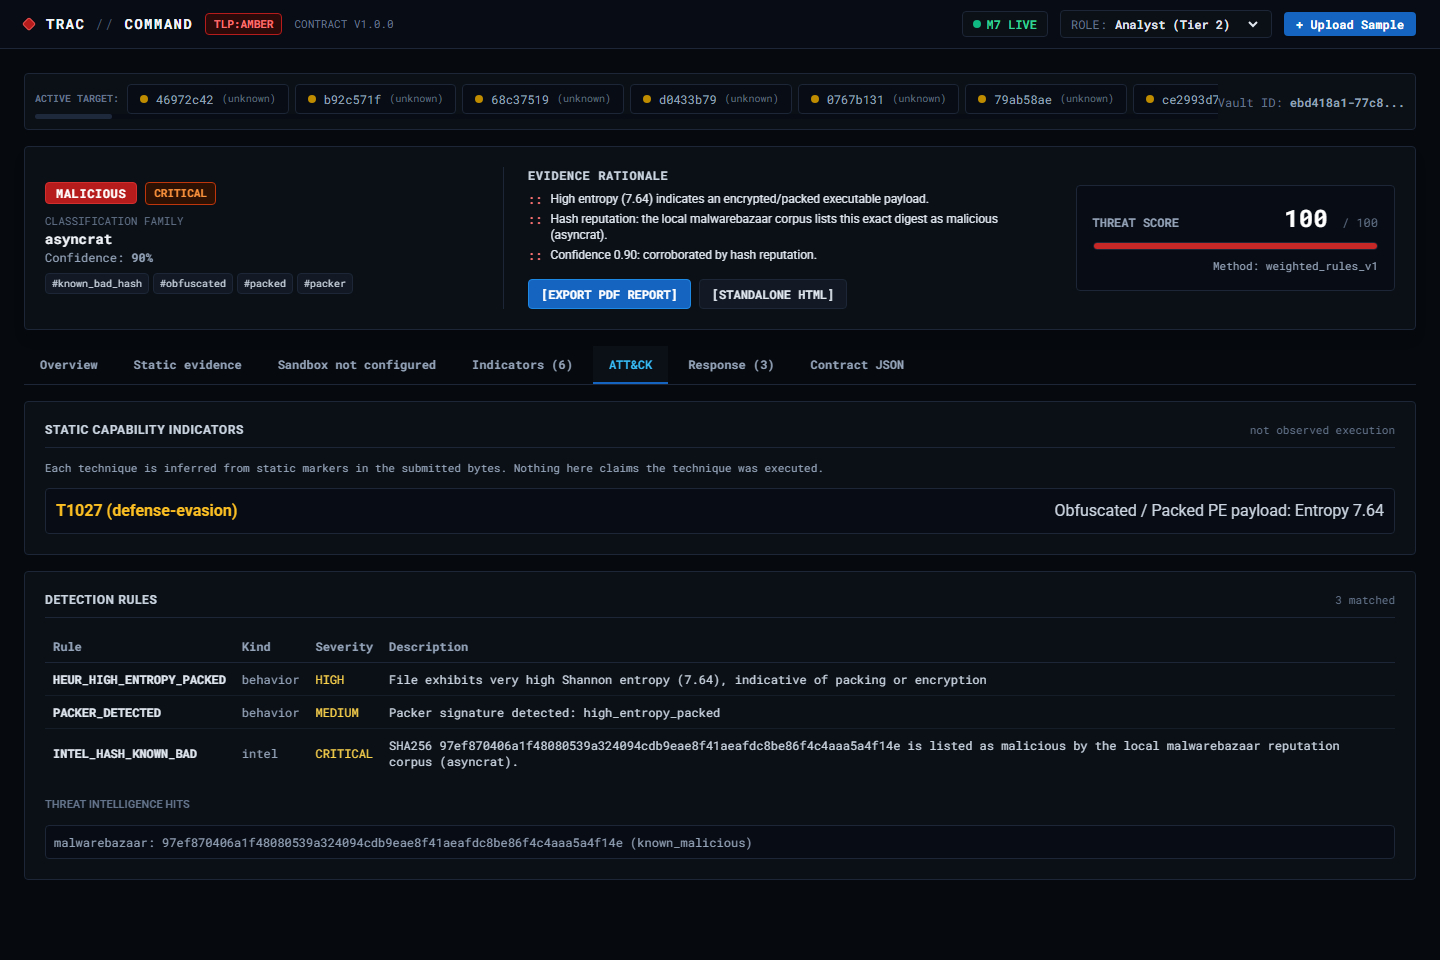 TRAC // COMMAND TLP:AMBER CONTRACT V1.0.0 M7 LIVE ROLE: Analyst (Tier 2) + Upload Sample
ACTIVE TARGET: 46972c42 (unknown) b92c571f (unknown) 68c37519 (unknown) d0433b79 (unknown) 0767b131 (unknown) 79ab58ae (unknown) ce2993d7 Vault ID: ebd418a1-77c8...
MALICIOUS CRITICAL
CLASSIFICATION FAMILY
asyncrat
Confidence: 90%
#known_bad_hash #obfuscated #packed #packer
EVIDENCE RATIONALE
:: High entropy (7.64) indicates an encrypted/packed executable payload.
:: Hash reputation: the local malwarebazaar corpus lists this exact digest as malicious
(asyncrat).
:: Confidence 0.90: corroborated by hash reputation.
[EXPORT PDF REPORT] [STANDALONE HTML]
THREAT SCORE 100 / 100
Method: weighted_rules_v1
Overview Static evidence Sandbox not configured Indicators (6) ATT&CK Response (3) Contract JSON
STATIC CAPABILITY INDICATORS not observed execution
Each technique is inferred from static markers in the submitted bytes. Nothing here claims the technique was executed.
T1027 (defense-evasion) Obfuscated / Packed PE payload: Entropy 7.64
DETECTION RULES 3 matched
Rule Kind Severity Description
HEUR_HIGH_ENTROPY_PACKED behavior HIGH File exhibits very high Shannon entropy (7.64), indicative of packing or encryption
PACKER_DETECTED behavior MEDIUM Packer signature detected: high_entropy_packed
INTEL_HASH_KNOWN_BAD intel CRITICAL SHA256 97ef870406a1f48080539a324094cdb9eae8f41aeafdc8be86f4c4aaa5a4f14e is listed as malicious by the local malwarebazaar reputation
corpus (asyncrat).
THREAT INTELLIGENCE HITS
malwarebazaar: 97ef870406a1f48080539a324094cdb9eae8f41aeafdc8be86f4c4aaa5a4f14e (known_malicious)